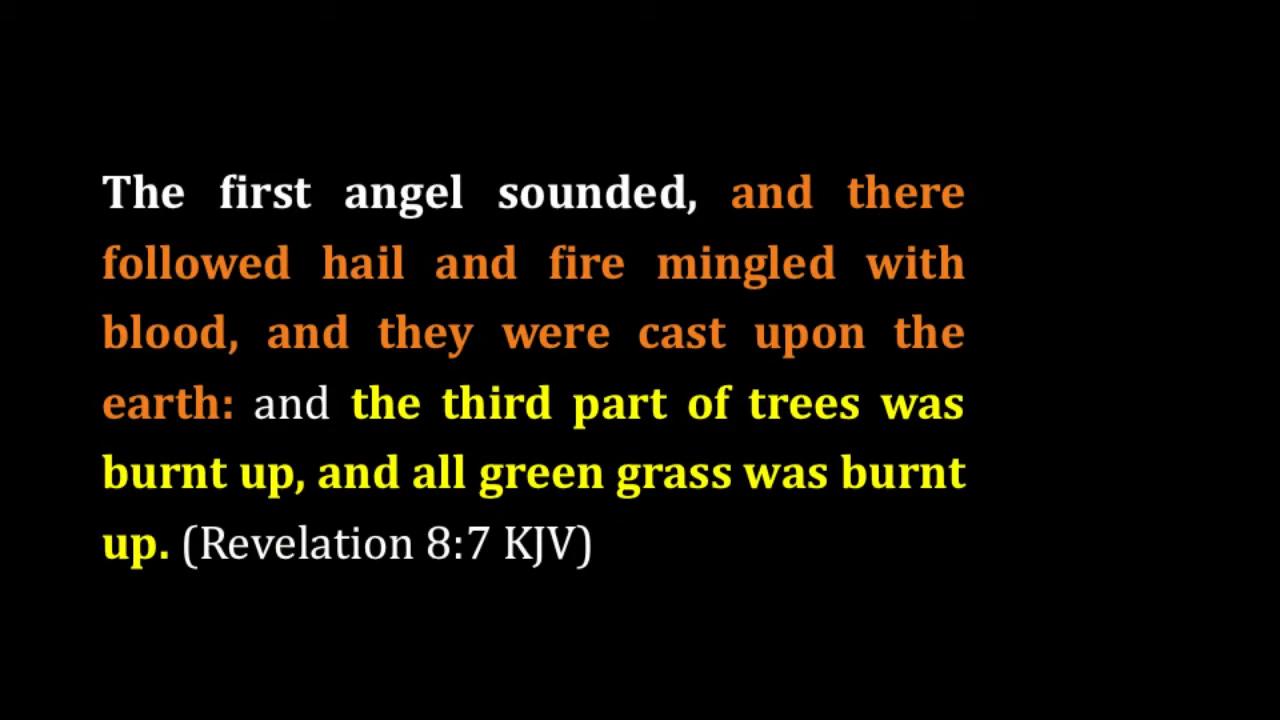 The first angel sounded, and there
followed hail and fire mingled with
blood, and they were cast upon the
earth: and the third part of trees was
burnt up, and all green grass was burnt
up. (Revelation 8:7 KJV)